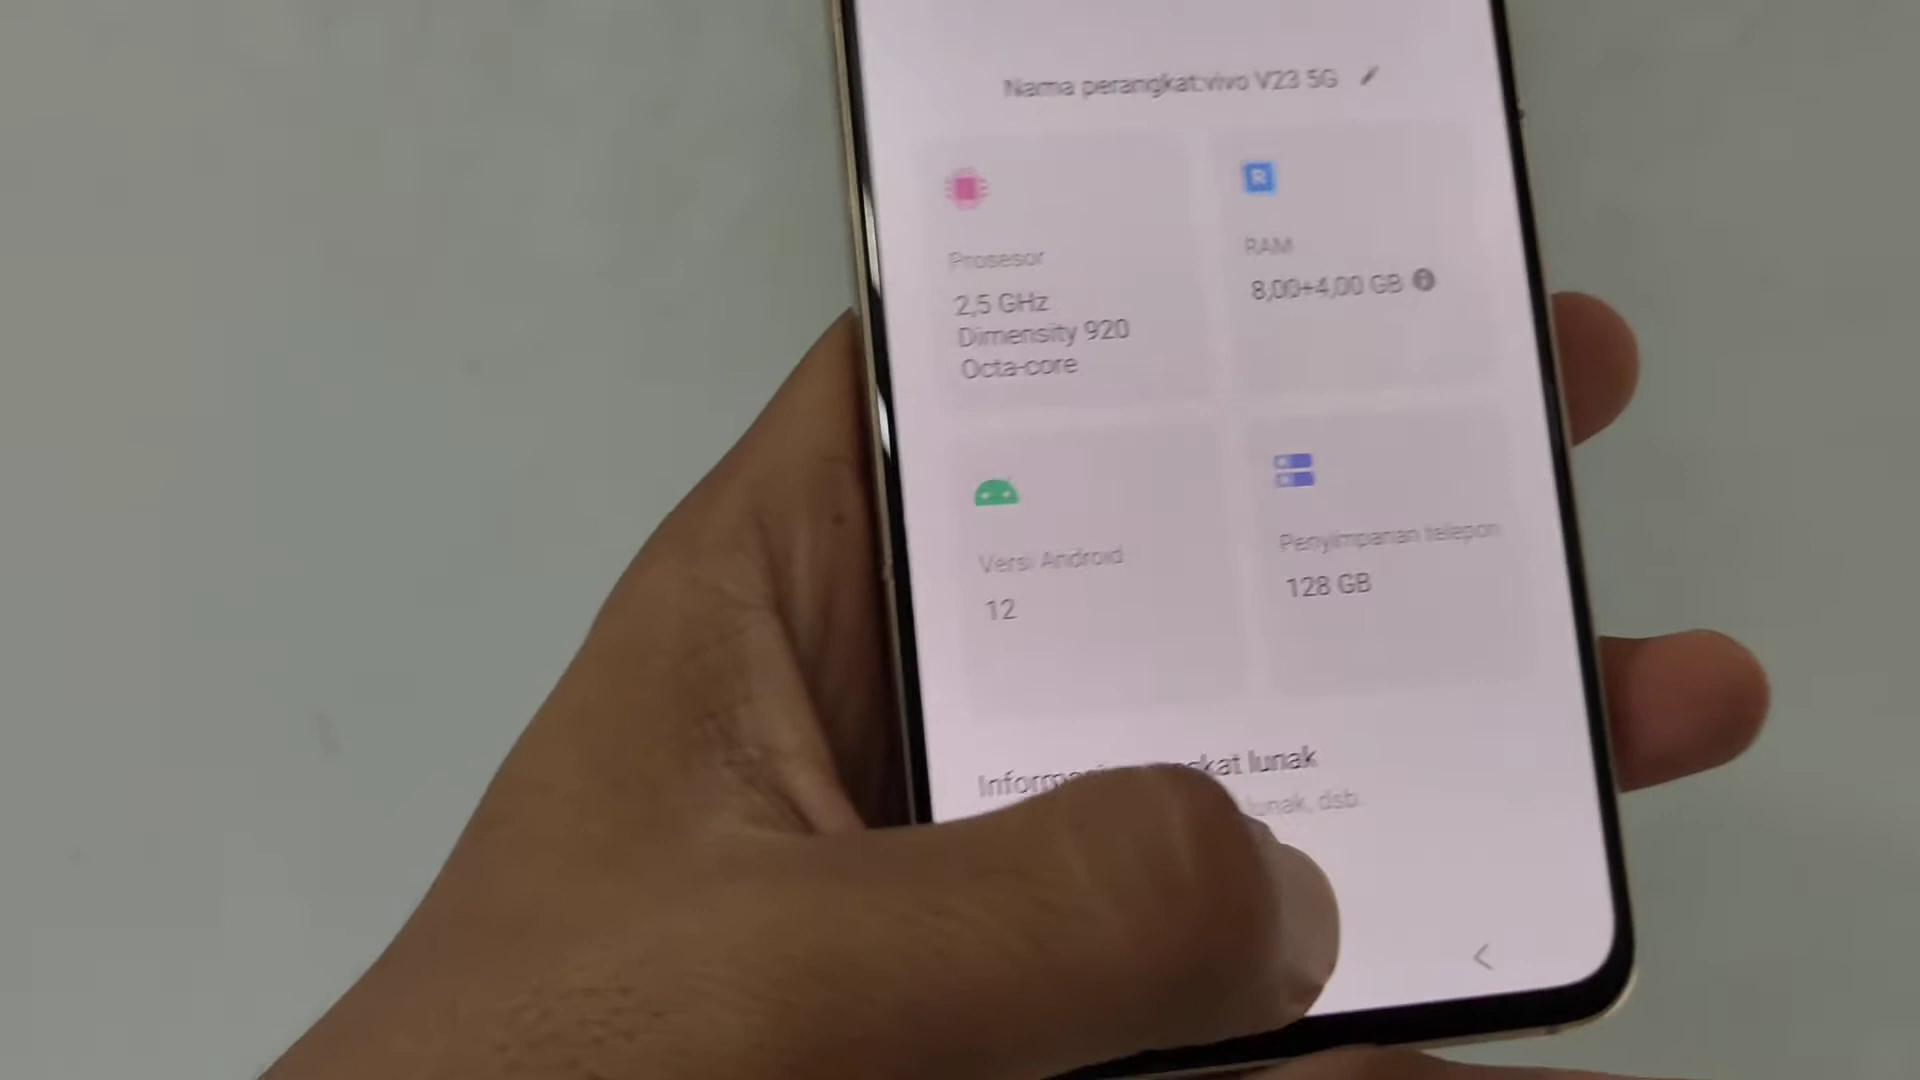 Nama perangkat:vivo V23 5G
R
Prosesor
2,5 GHz
Dimensity 920
Octa-core
RAM
8,00+4,00 GB
Versi Android
12
Penyimpanan telepon
128 GB
lunak
lunak, dsb.